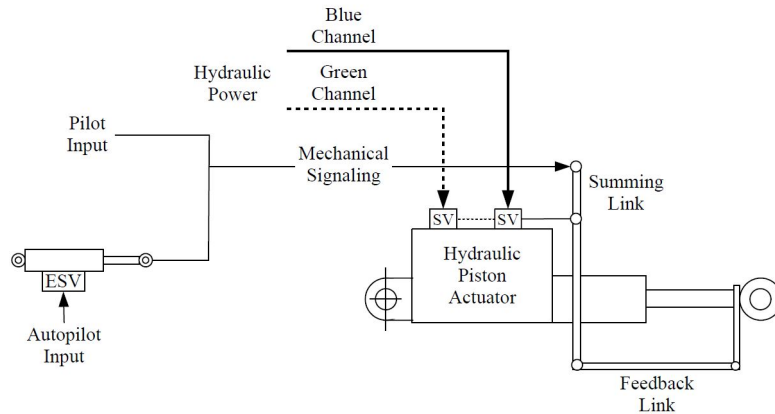 Blue
Channel
Hydraulic
Power
Green
Channel
Pilot
Input
Mechanical
Signaling
Summing
Link
SV
SV
Hydraulic
Piston
Actuator
ESV
Autopilot
Input
Feedback
Link